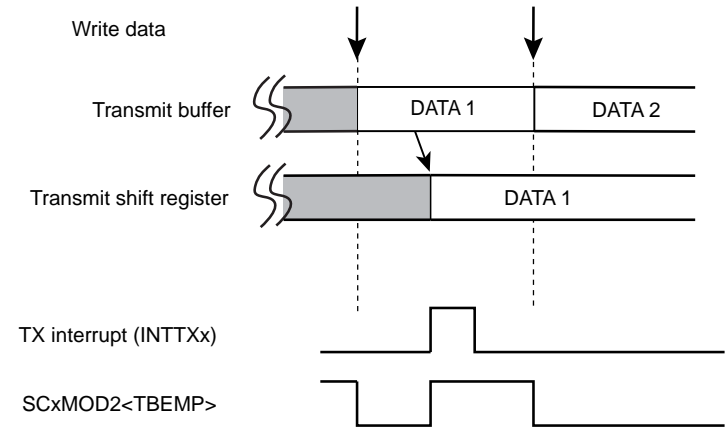 Write data
Transmit buffer
DATA 1
DATA 2
Transmit shift register
DATA 1
TX interrupt (INTTXx)
SCxMOD2<TBEMP>